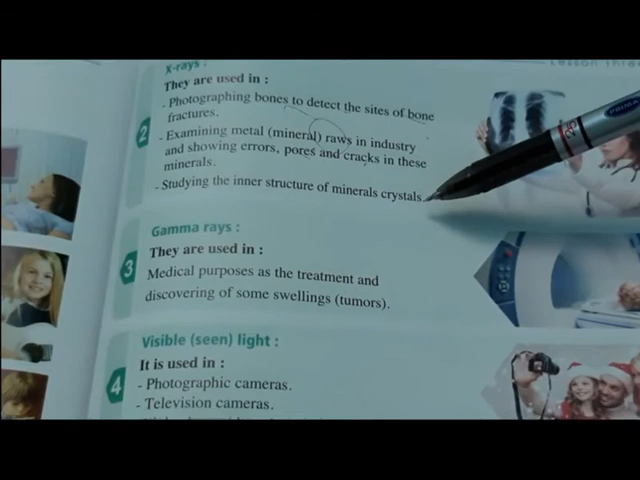 Lesson Three
X-rays :
They are used in :
- Photographing bones to detect the sites of bone
fractures.
2
- Examining metal (mineral) raws in industry
and showing errors, pores and cracks in these
minerals.
- Studying the inner structure of minerals crystals.
Gamma rays :
3
They are used in :
Medical purposes as the treatment and
discovering of some swellings (tumors).
Visible (seen) light :
4
It is used in :
- Photographic cameras.
- Television cameras.